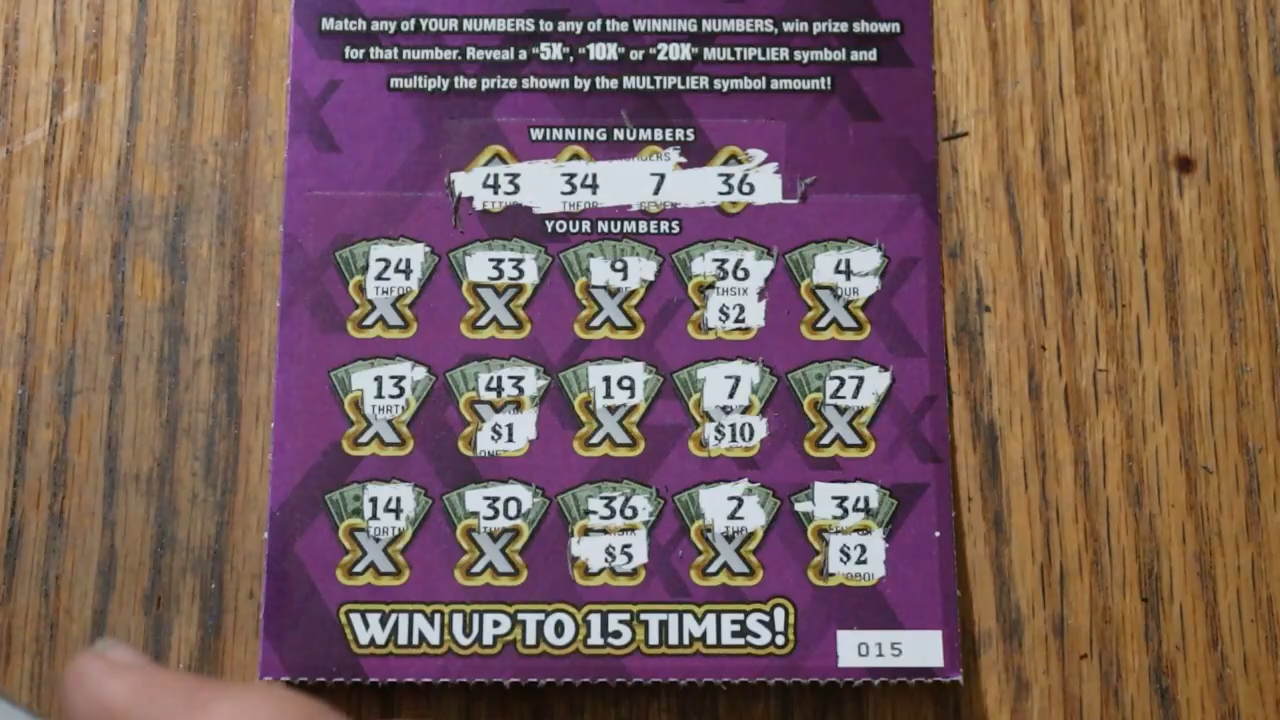 Match any of YOUR NUMBERS to any of the WINNING NUMBERS, win prize shown
for that number. Reveal a "5X", "10X" or "20X" MULTIPLIER symbol and
multiply the prize shown by the MULTIPLIER symbol amount!
WINNING NUMBERS
43 34 7 36
YOUR NUMBERS
24 33 9 36 4
X X X $2 X
13 43 19 7 27
THRTN
X $1 X $10 X
14 30 36 2 34
X X $5 X $2
WIN UP TO 15 TIMES!
015